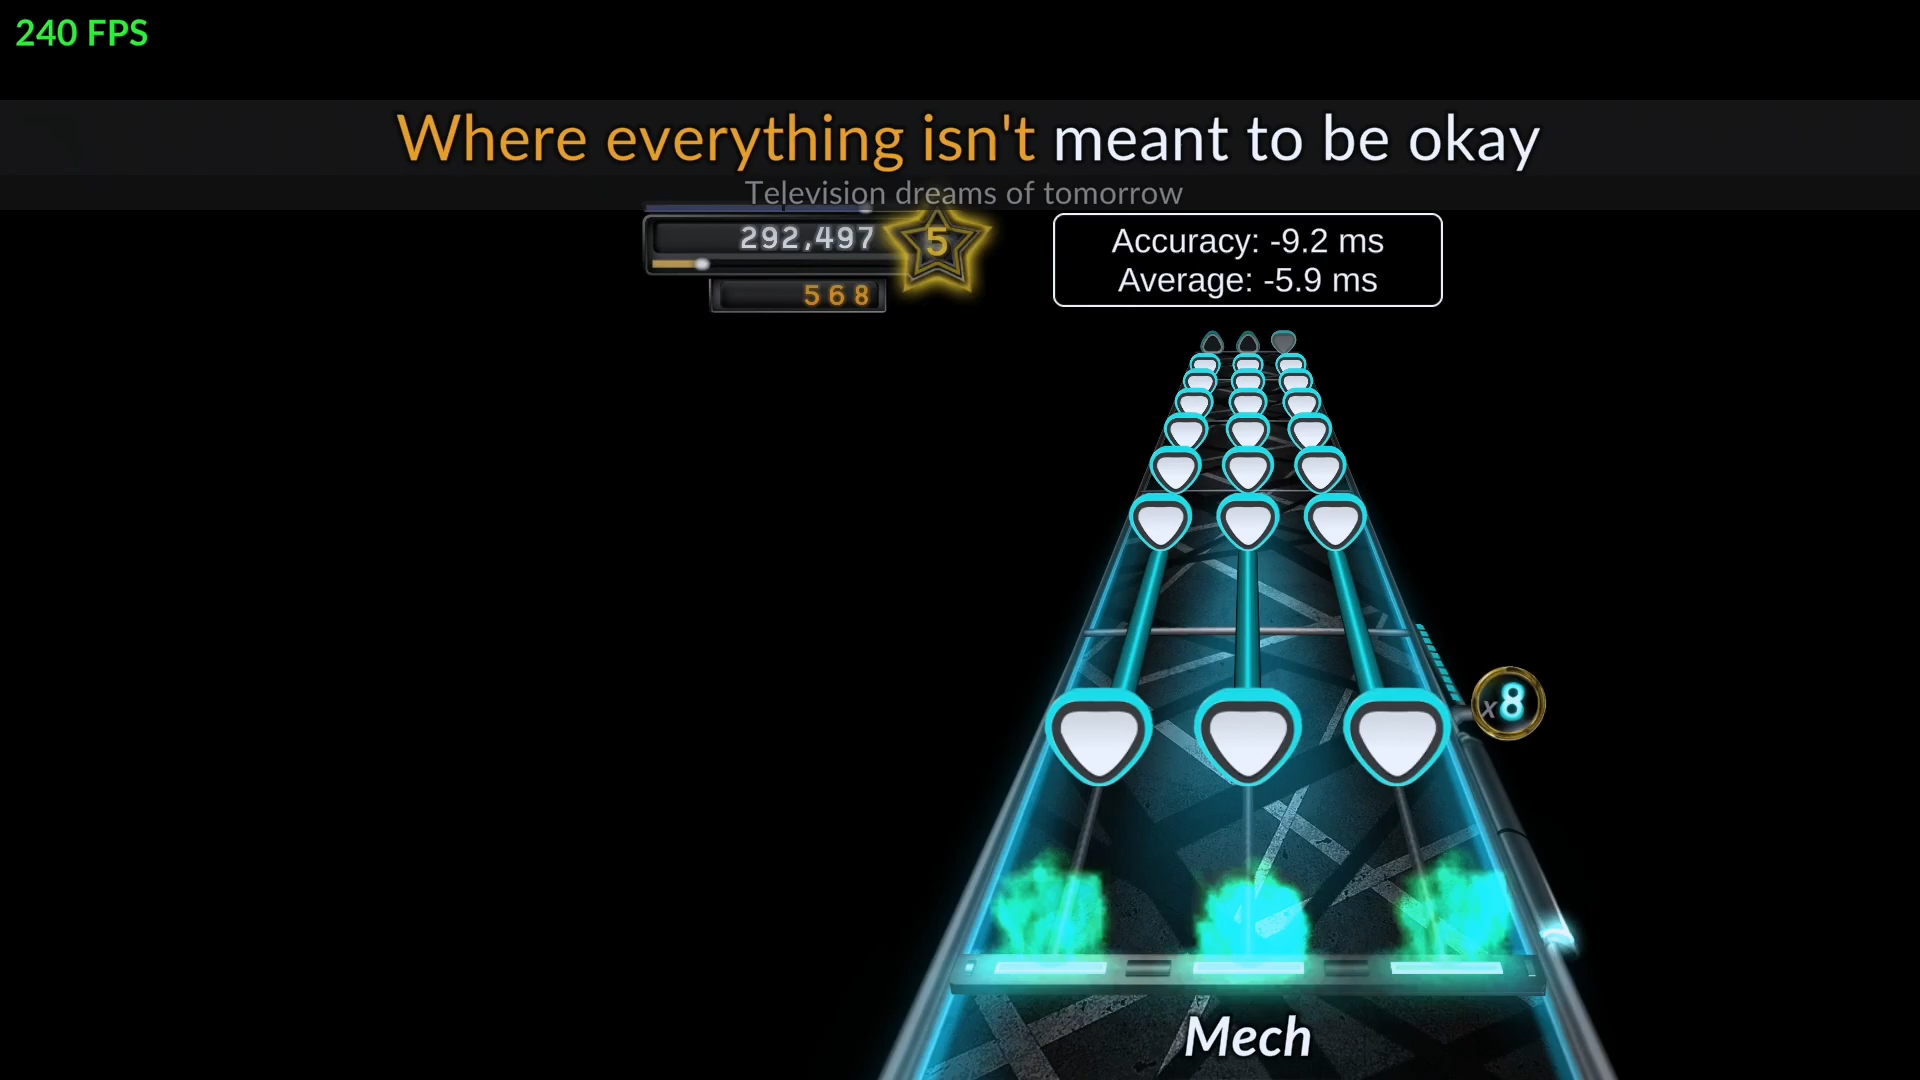 240 FPS
Where everything isn't meant to be okay
Television dreams of tomorrow
292,497
5
568
Accuracy: -9.2 ms
Average: -5.9 ms
x8
Mech